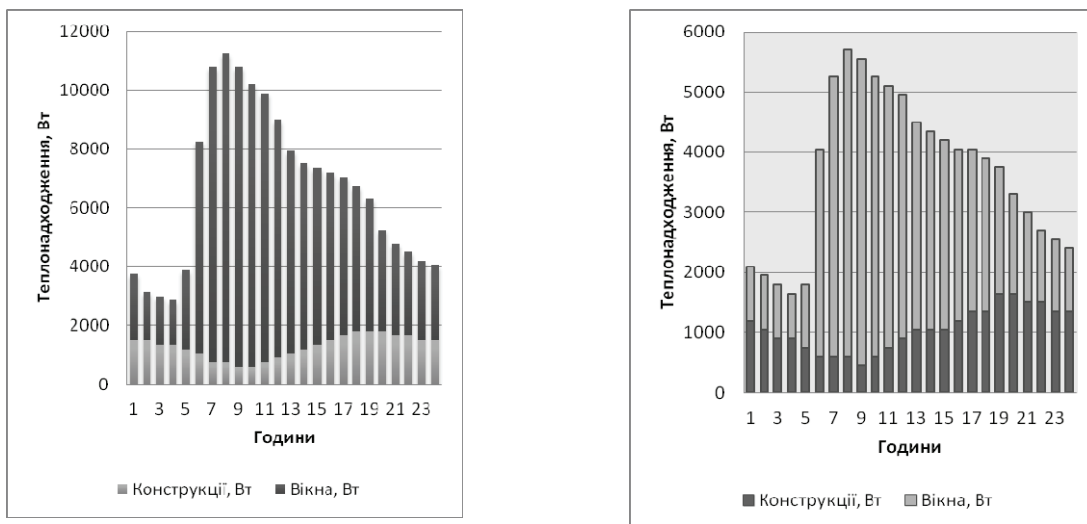 12000
10000
8000
6000
4000
2000
0
Теплонадходження, Вт
1 3 5 7 9 11 13 15 17 19 21 23
Години
Конструкції, Вт Вікна, Вт
6000
5000
4000
3000
2000
1000
0
Теплонадходження, Вт
1 3 5 7 9 11 13 15 17 19 21 23
Години
Конструкції, Вт Вікна, Вт